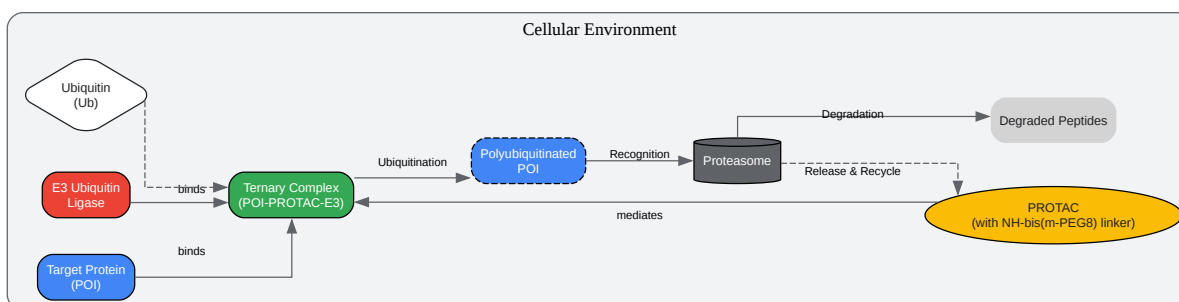 Cellular Environment
Ubiquitin
(Ub)
Degradation
Degraded Peptides
Ubiquitination
Polyubiquitinated
POI
Recognition
Proteasome
Release & Recycle
E3 Ubiquitin
Ligase
binds
Ternary Complex
(POI-PROTAC-E3)
mediates
PROTAC
(with NH-bis(m-PEG8) linker)
binds
Target Protein
(POI)